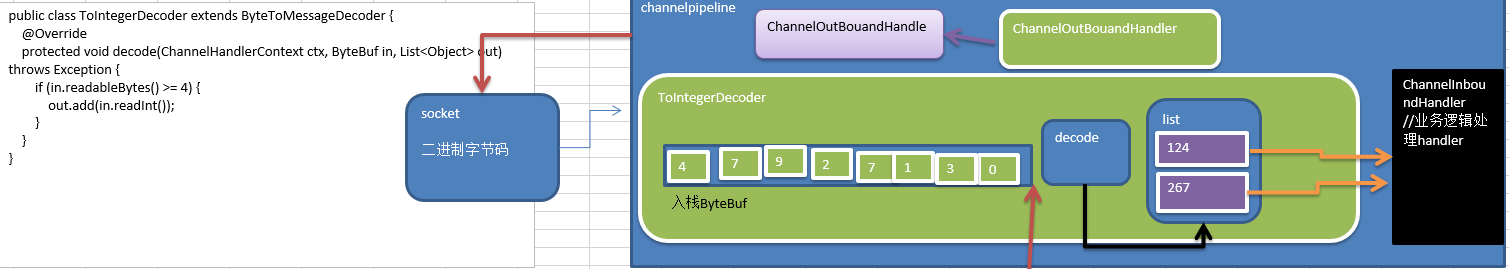 public class ToIntegerDecoder extends ByteToMessageDecoder {
@Override
protected void decode(ChannelHandlerContext ctx, ByteBuf in, List<Object> out)
throws Exception {
if (in.readableBytes() >= 4) {
out.add(in.readInt());
}
}
}
socket
二进制字节码
channelpipeline
ChannelOutBouandHandle
ChannelOutBouandHandler
ToIntegerDecoder
4 7 9 2 7 1 3 0
入栈ByteBuf
decode
list
124
267
ChannelInbou
ndHandler
//业务逻辑处
理handler